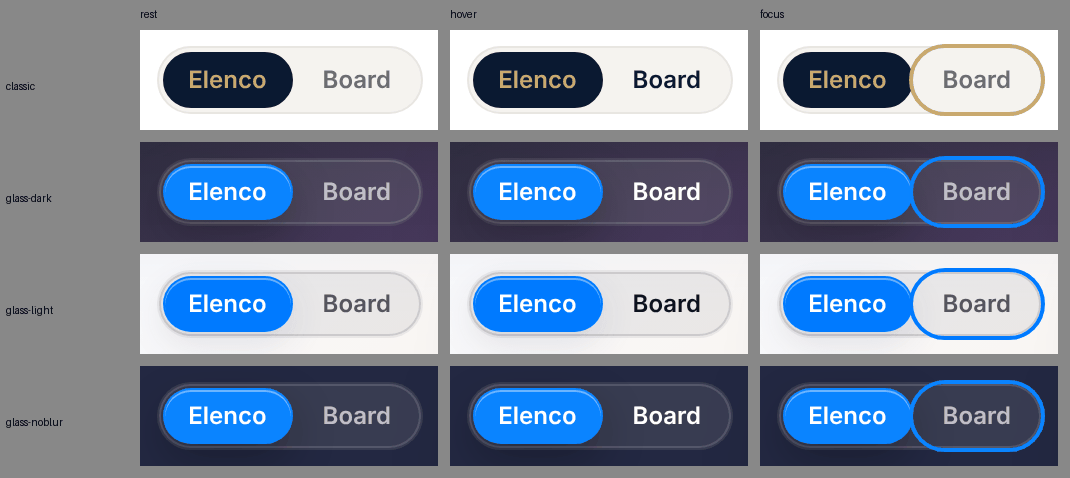 rest hover focus
classic Elenco Board Elenco Board Elenco Board
glass-dark Elenco Board Elenco Board Elenco Board
glass-light Elenco Board Elenco Board Elenco Board
glass-noblur Elenco Board Elenco Board Elenco Board